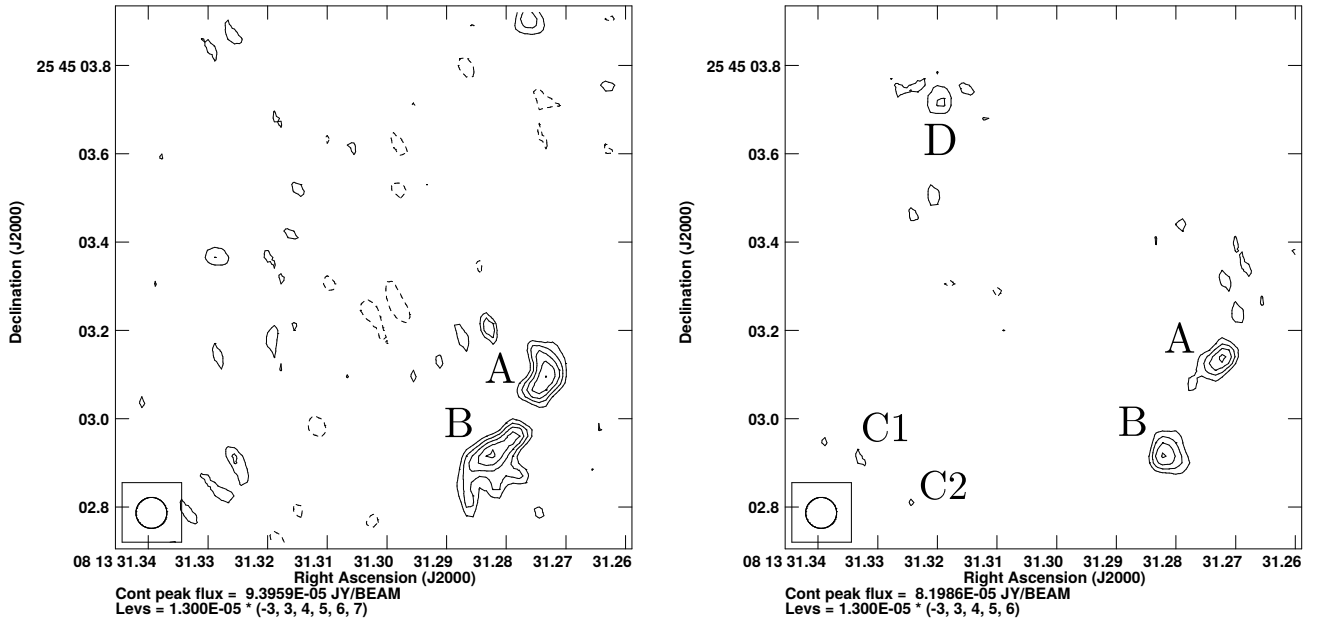 Declination (J2000)
25 45 03.8
03.6
03.4
03.2
03.0
02.8
A
B
08 13 31.34 31.33 31.32 31.31 31.30 31.29 31.28 31.27
Right Ascension (J2000)
Cont peak flux = 9.3959E-05 JY/BEAM
Levs = 1.300E-05 * (-3, 3, 4, 5, 6, 7)
Declination (J2000)
25 45 03.8
03.6
03.4
03.2
03.0
02.8
D
A
B
C1
C2
08 13 31.34 31.33 31.32 31.31 31.30 31.29 31.28 31.27 31.26
Right Ascension (J2000)
Cont peak flux = 8.1986E-05 JY/BEAM
Levs = 1.300E-05 * (-3, 3, 4, 5, 6)